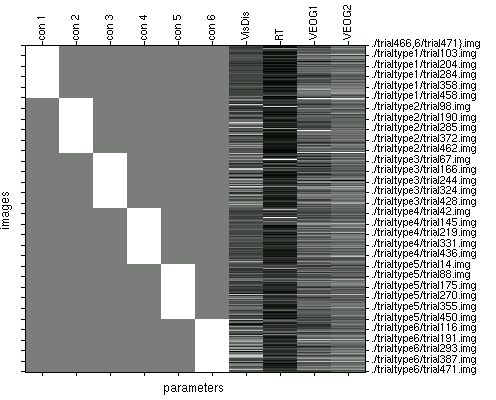 con 1
con 2
con 3
con 4
con 5
con 6
VisDis
RT
VEOG1
VEOG2
./trial466,6/trial471}.img
./trialtype1/trial103.img
./trialtype1/trial204.img
./trialtype1/trial284.img
./trialtype1/trial358.img
./trialtype1/trial458.img
./trialtype2/trial98.img
./trialtype2/trial190.img
./trialtype2/trial285.img
./trialtype2/trial372.img
./trialtype2/trial462.img
./trialtype3/trial67.img
./trialtype3/trial166.img
./trialtype3/trial244.img
./trialtype3/trial324.img
./trialtype3/trial428.img
./trialtype4/trial42.img
./trialtype4/trial145.img
./trialtype4/trial219.img
./trialtype4/trial331.img
./trialtype4/trial436.img
./trialtype5/trial14.img
./trialtype5/trial88.img
./trialtype5/trial175.img
./trialtype5/trial270.img
./trialtype5/trial355.img
./trialtype5/trial450.img
./trialtype6/trial116.img
./trialtype6/trial191.img
./trialtype6/trial293.img
./trialtype6/trial387.img
./trialtype6/trial471.img
images
parameters